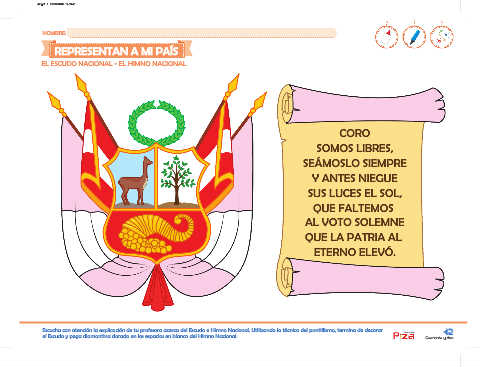 NOMBRE:
REPRESENTAN A MI PAÍS
EL ESCUDO NACIONAL - EL HIMNO NACIONAL
CORO
SOMOS LIBRES,
SEÁMOSLO SIEMPRE
Y ANTES NIEGUE
SUS LUCES EL SOL,
QUE FALTEMOS
AL VOTO SOLEMNE
QUE LA PATRIA AL
ETERNO ELEVÓ.
Escucha con atención la explicación de tu profesora acerca del Escudo e Himno Nacional. Utilizando la técnica del puntillismo, termina de decorar
el Escudo y pega diamantina dorada en los espacios en blanco del Himno Nacional.